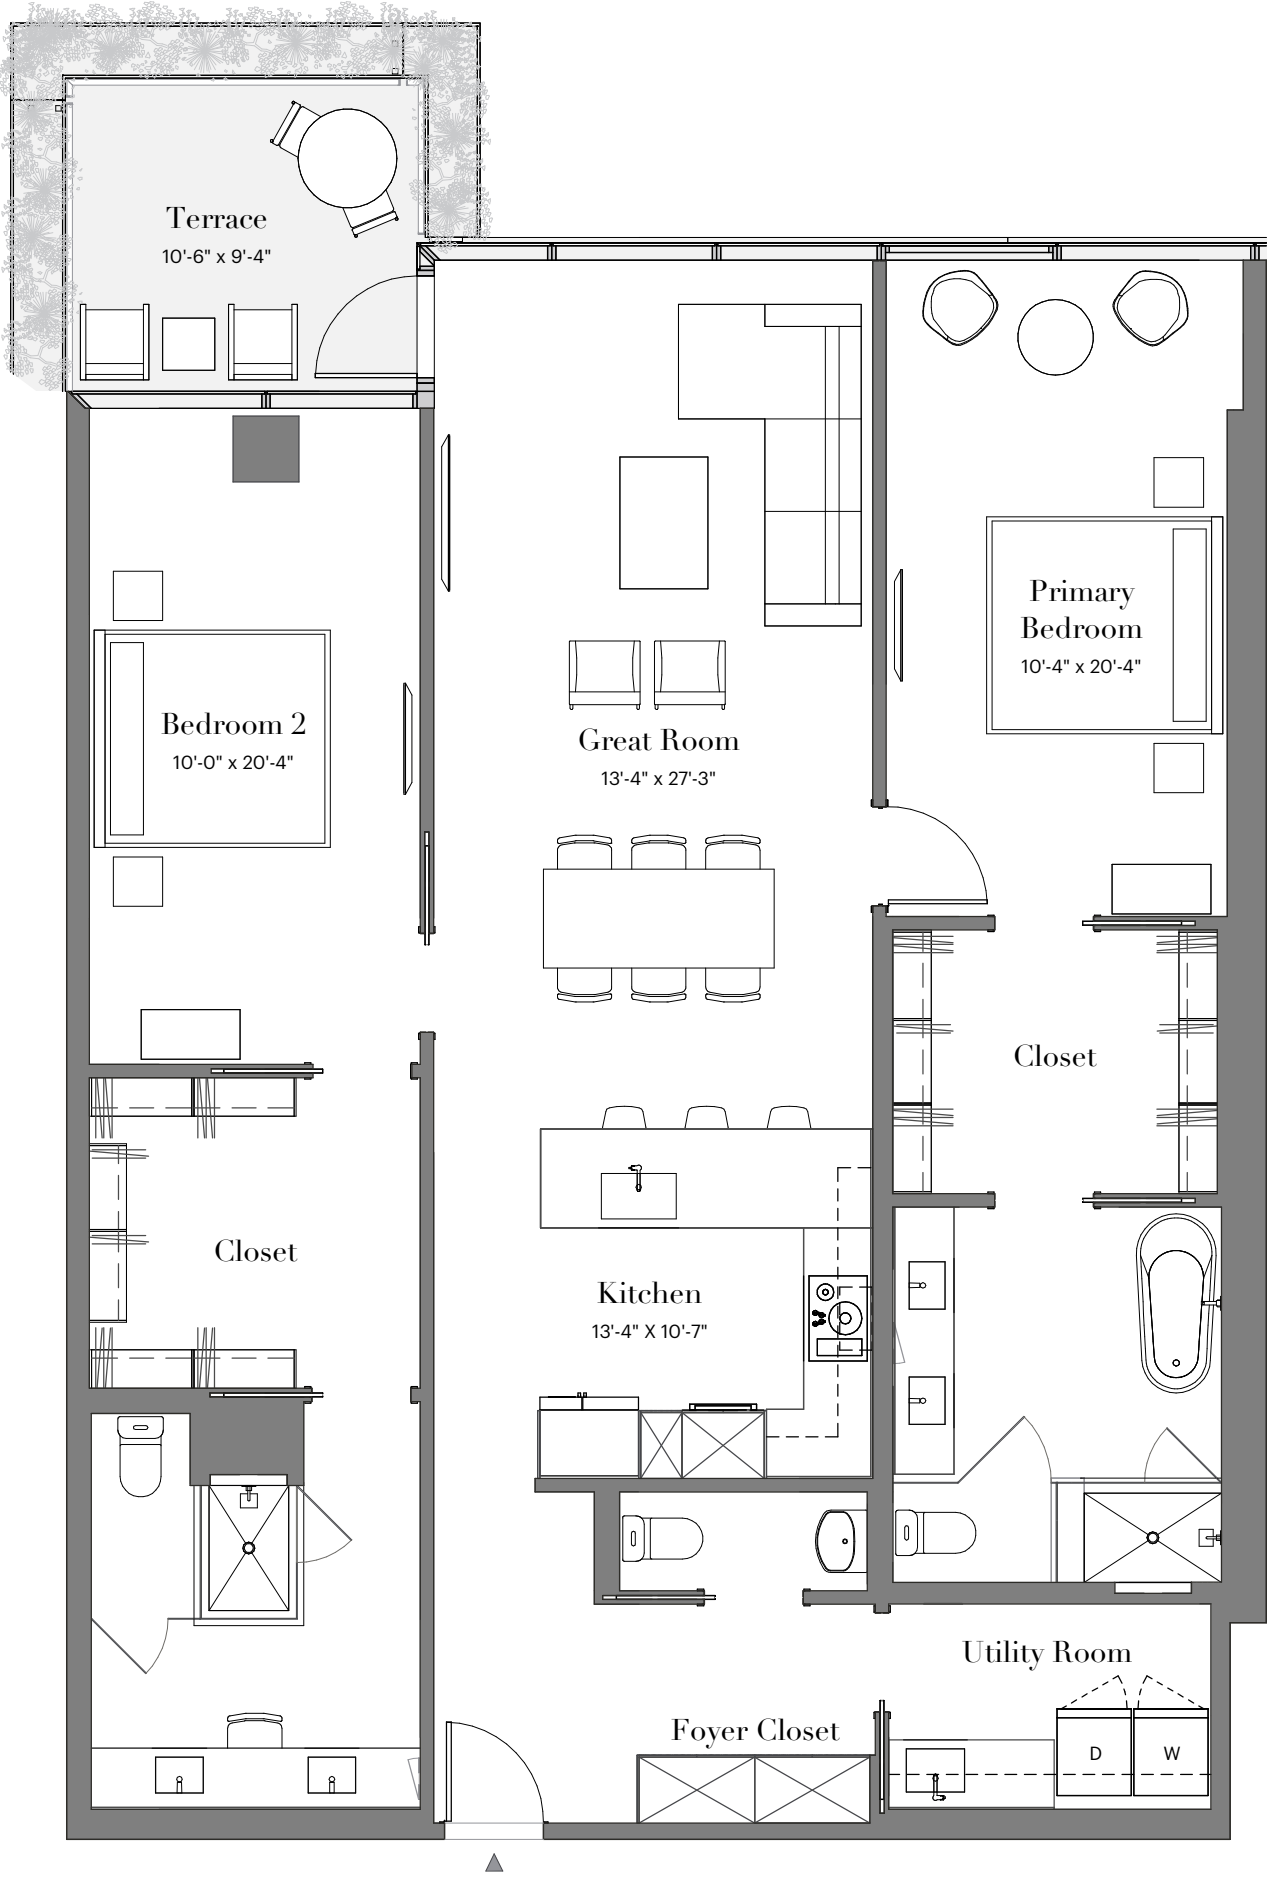 Terrace
10'-6" x 9'-4"
Primary
Bedroom
10'-4" x 20'-4"
Bedroom 2
10'-0" x 20'-4"
Great Room
13'-4" x 27'-3"
Closet
Closet
Kitchen
13'-4" X 10'-7"
Utility Room
Foyer Closet
D
W